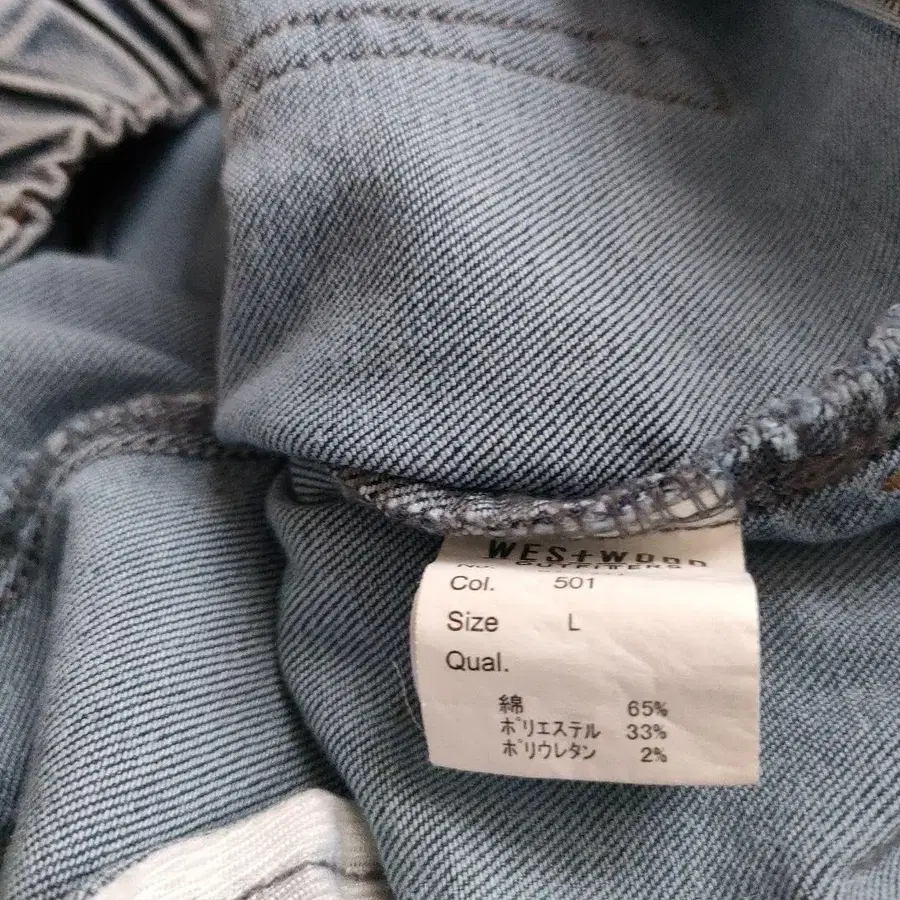 WES+WOOD
OUTFITTERS
Col. 501
Size L
Qual.
綿 65%
ポリエステル 33%
ポリウレタン 2%